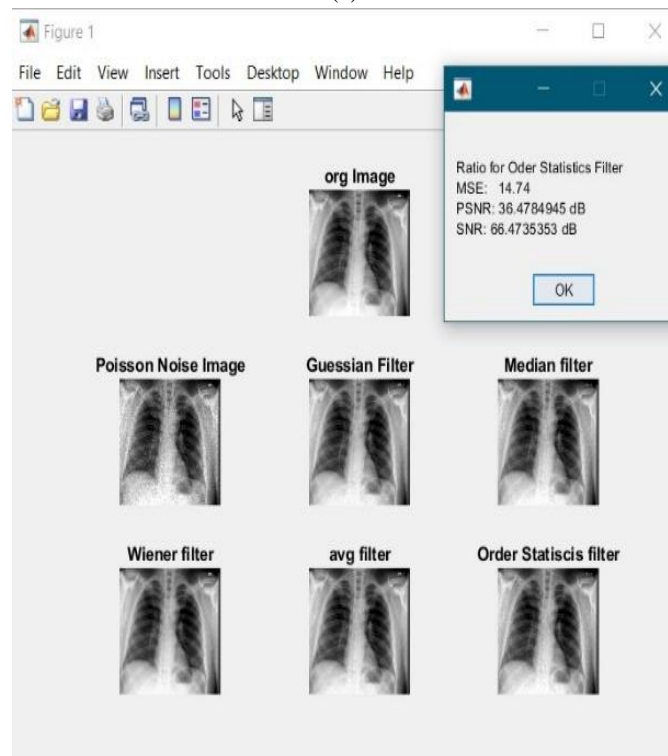 Figure 1
File Edit View Insert Tools Desktop Window Help
Ratio for Oder Statistics Filter
MSE: 14.74
PSNR: 36.4784945 dB
SNR: 66.4735353 dB
OK
org Image
Poisson Noise Image Guessian Filter Median filter
Wiener filter avg filter Order Statiscis filter